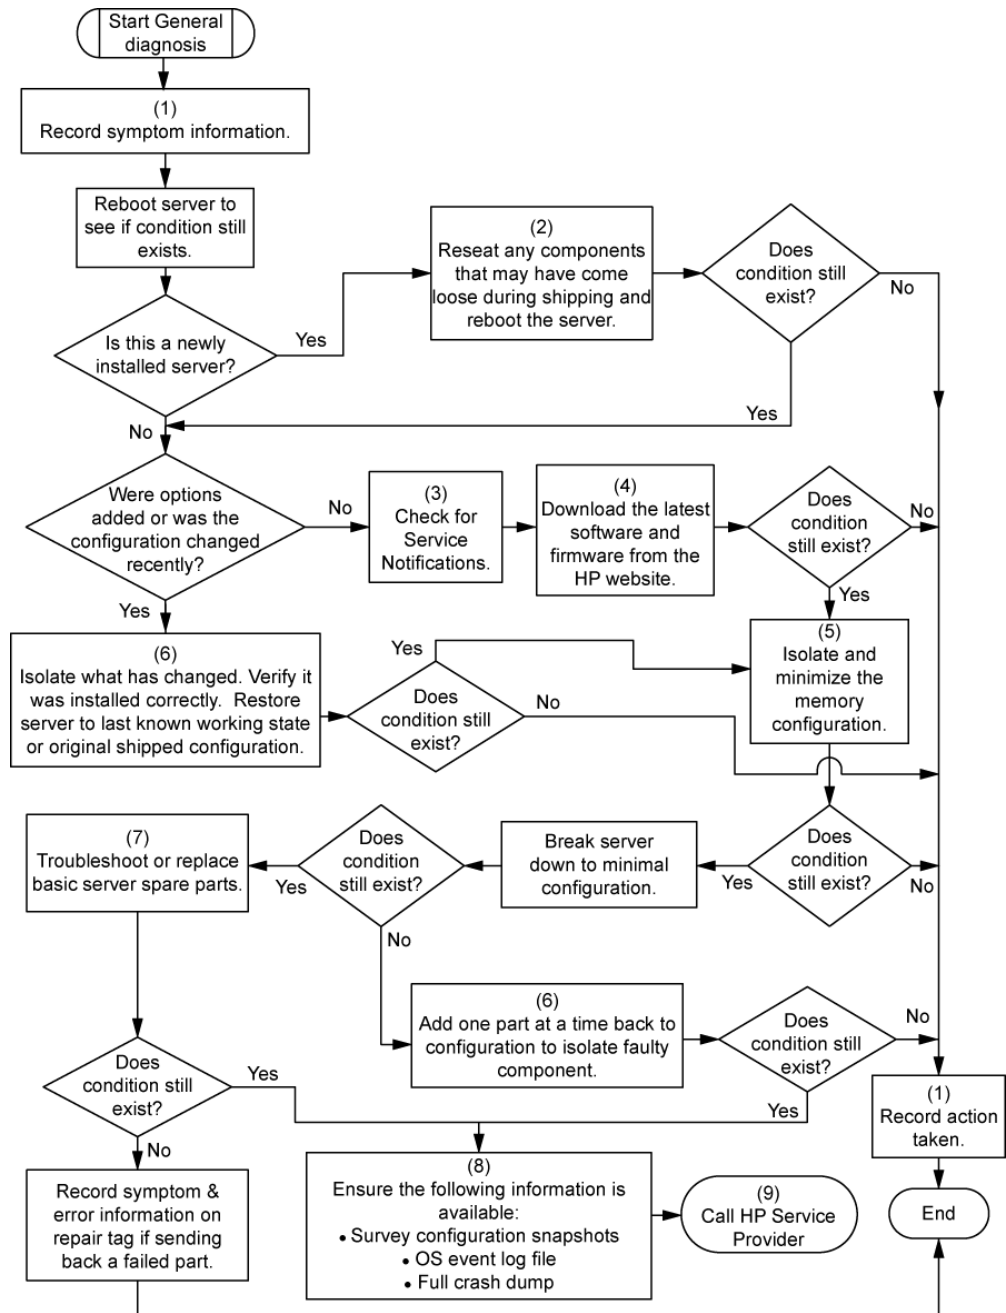 Start General
diagnosis
(1)
Record symptom information.
Reboot server to
see if condition still
exists.
(2)
Reseat any components
that may have come
loose during shipping and
reboot the server.
Does
condition still
exist?
No
Yes
Is this a newly
installed server?
Yes
No
Were options
added or was the
configuration changed
recently?
No
(3)
Check for
Service
Notifications.
(4)
Download the latest
software and
firmware from the
HP website.
Does
condition
still exist?
No
Yes
Yes
(6)
Isolate what has changed. Verify it
was installed correctly. Restore
server to last known working state
or original shipped configuration.
Yes
Does
condition still
exist?
No
(5)
Isolate and
minimize the
memory
configuration.
(7)
Troubleshoot or replace
basic server spare parts.
Yes
Does
condition
still exist?
No
Break server
down to minimal
configuration.
Yes
Does
condition
still exist?
No
(6)
Add one part at a time back to
configuration to isolate faulty
component.
Does
condition still
exist?
No
Yes
Does
condition still
exist?
Yes
No
(1)
Record action
taken.
Record symptom &
error information on
repair tag if sending
back a failed part.
(8)
Ensure the following information is
available:
• Survey configuration snapshots
• OS event log file
• Full crash dump
(9)
Call HP Service
Provider
End